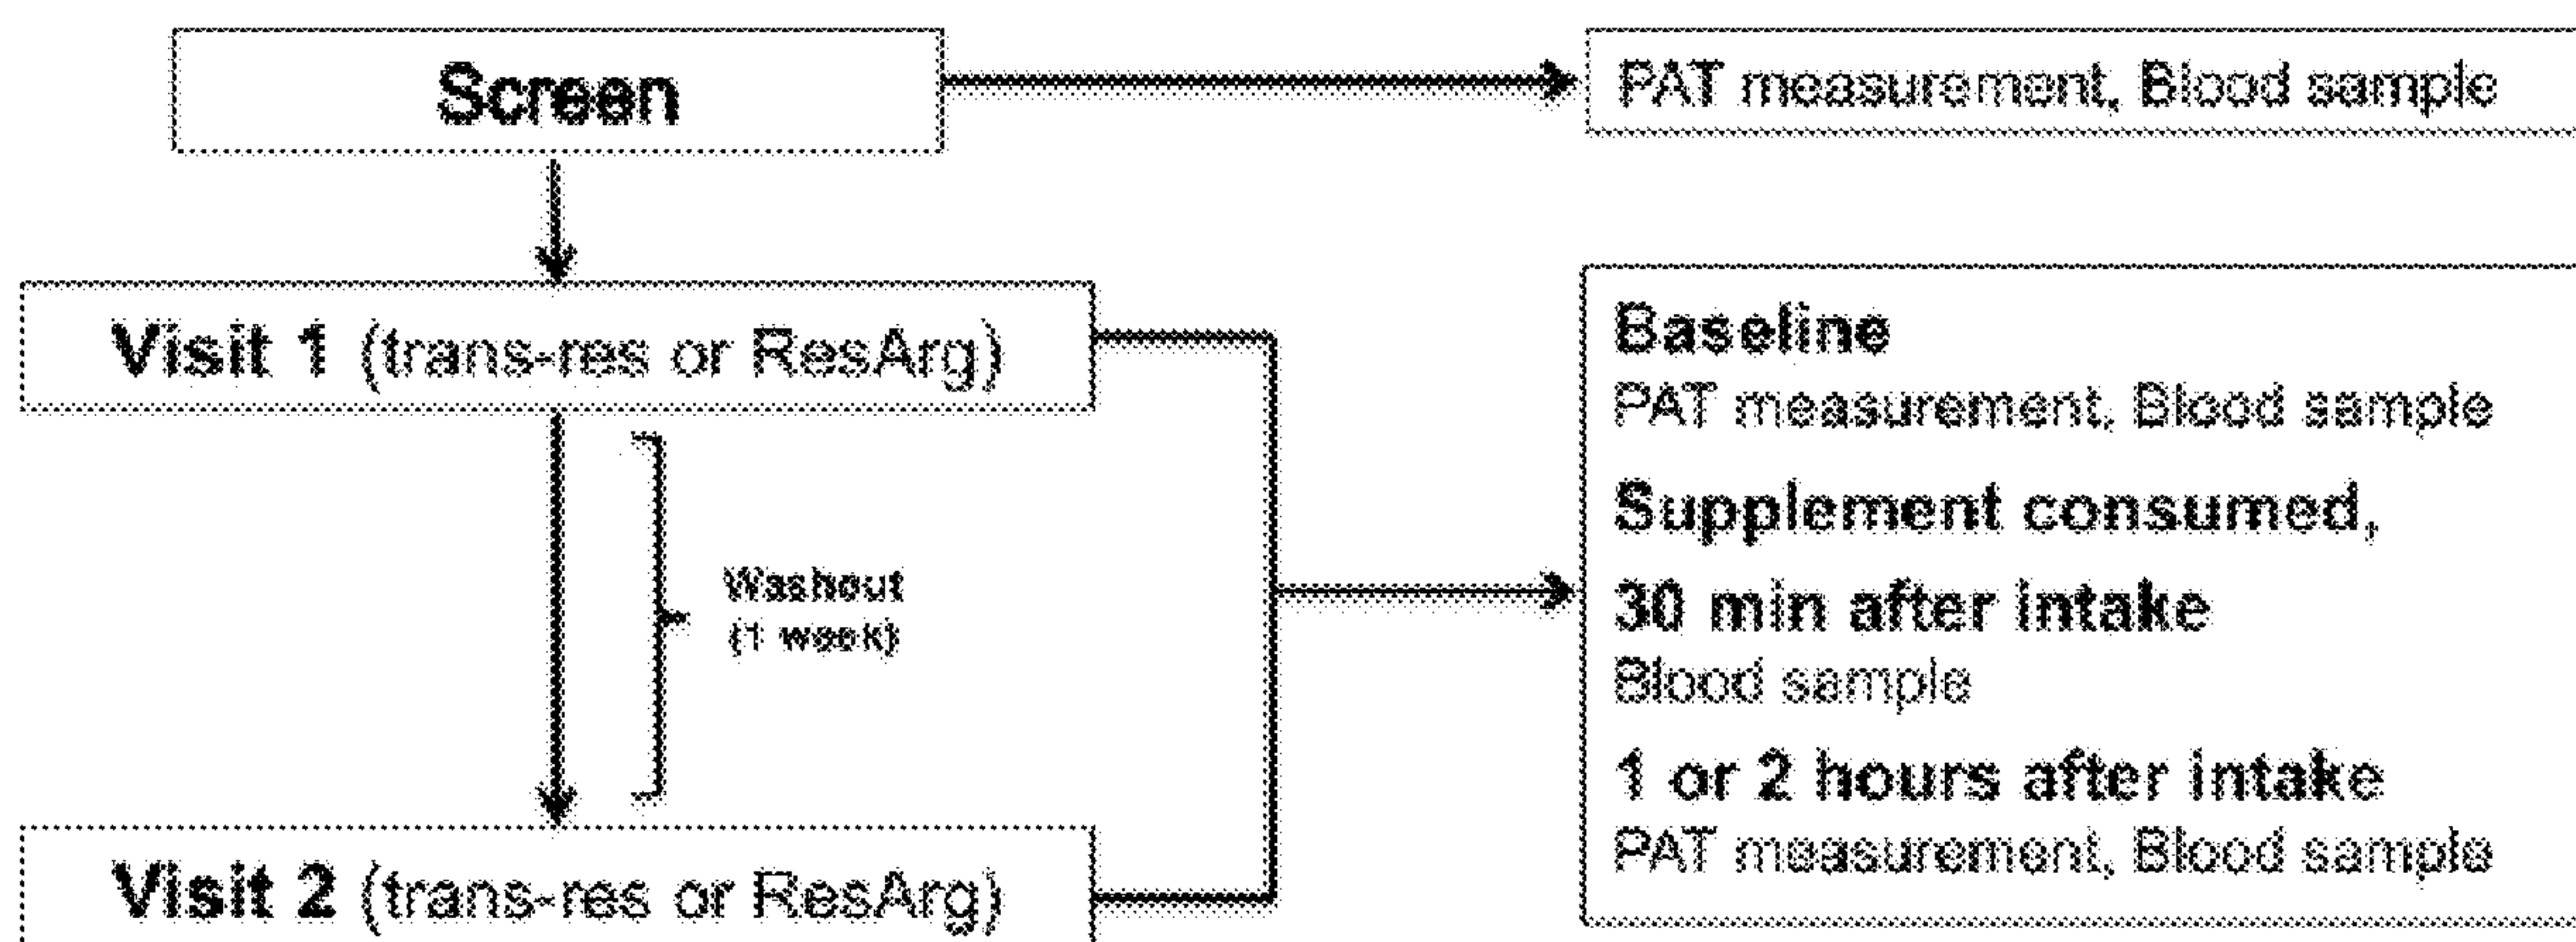 Screen
PAT measurement, Blood sample
Visit 1 (trans-res or ResArg)
Washout
(1 week)
Visit 2 (trans-res or ResArg)
Baseline
PAT measurement, Blood sample
Supplement consumed,
30 min after intake
Blood sample
1 or 2 hours after intake
PAT measurement, Blood sample